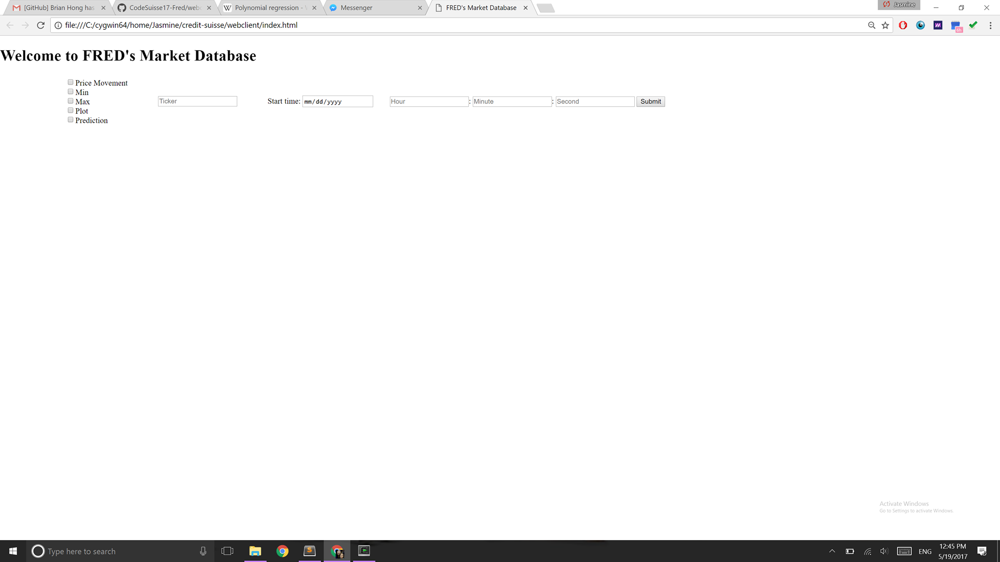 [GitHub] Brian Hong has
CodeSuisse17-Fred/web
Polynomial regression -
Messenger
FRED's Market Database
Jasmine
file:///C:/cygwin64/home/Jasmine/credit-suisse/webclient/index.html
6h
Welcome to FRED's Market Database
Price Movement
Min
Max
Plot
Prediction
Ticker
Start time: mm/dd/yyyy
Hour : Minute : Second Submit
Activate Windows
Go to Settings to activate Windows.
Type here to search
ENG
12:45 PM
5/19/2017